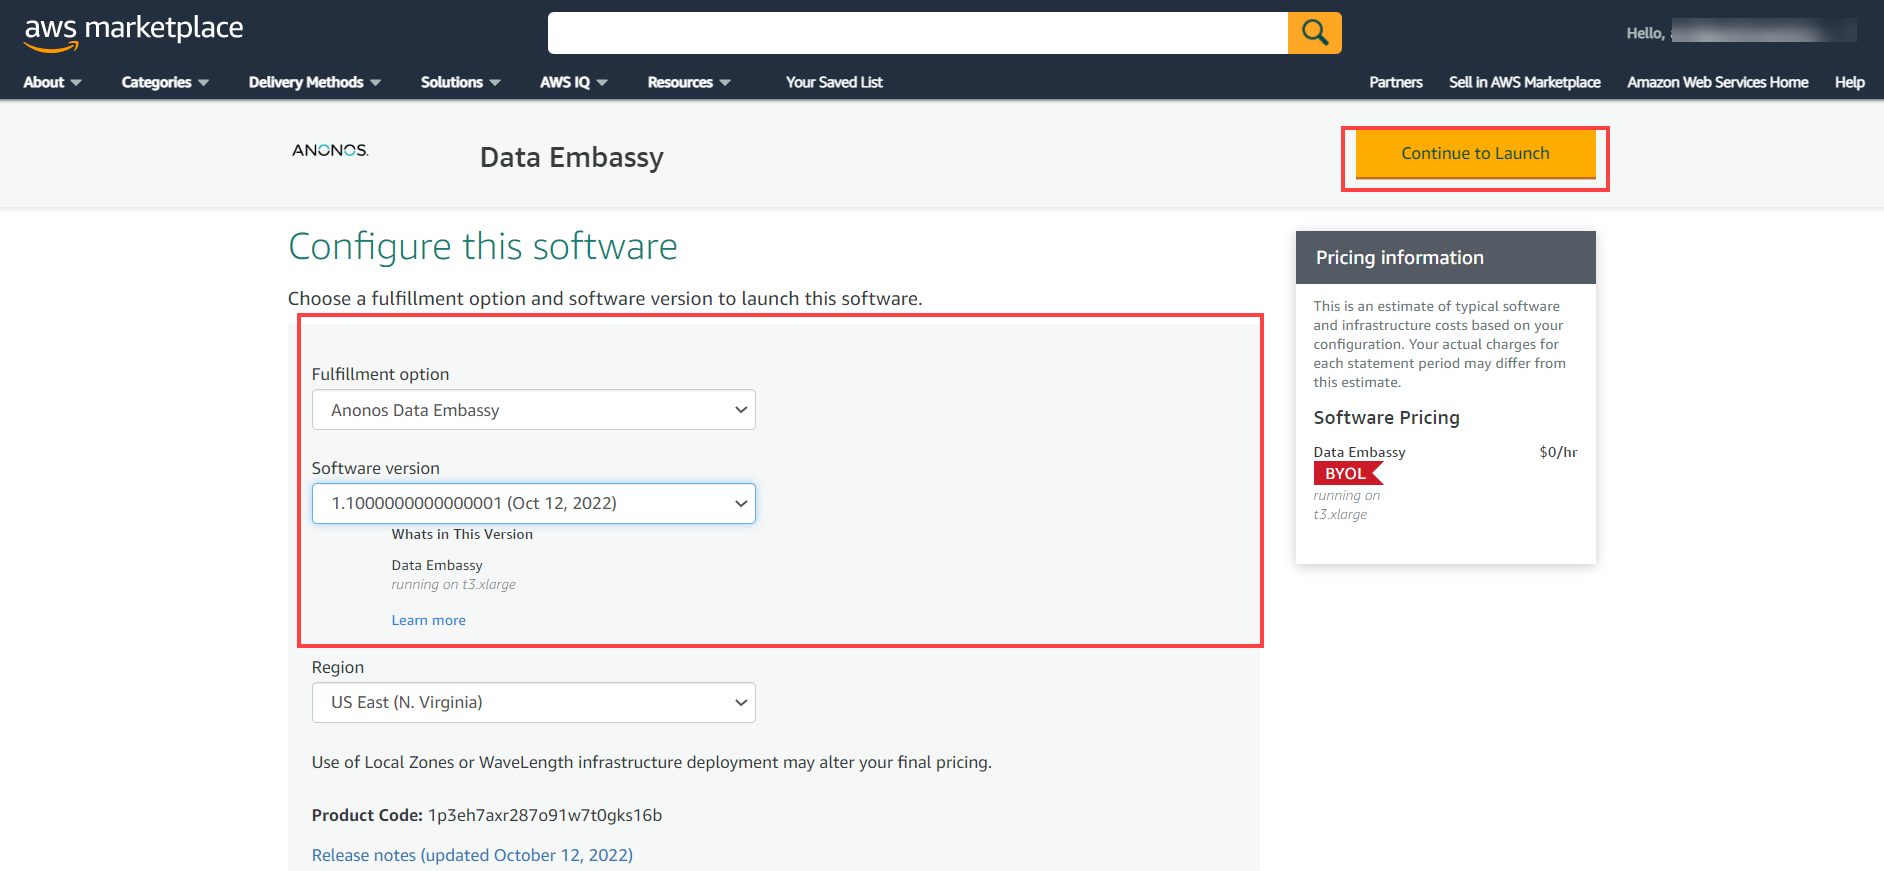 aws marketplace
Hello,
About
Categories
Delivery Methods
Solutions
AWS IQ
Resources
Your Saved List
Partners
Sell in AWS Marketplace
Amazon Web Services Home
Help
ANONOS.
Data Embassy
Continue to Launch
Configure this software
Choose a fulfillment option and software version to launch this software.
Fulfillment option
Anonos Data Embassy
Software version
1.1000000000000001 (Oct 12, 2022)
Whats in This Version
Data Embassy
running on t3.xlarge
Learn more
Region
US East (N. Virginia)
Use of Local Zones or WaveLength infrastructure deployment may alter your final pricing.
Product Code: 1p3eh7axr287o91w7t0gks16b
Release notes (updated October 12, 2022)
Pricing information
This is an estimate of typical software
and infrastructure costs based on your
configuration. Your actual charges for
each statement period may differ from
this estimate.
Software Pricing
Data Embassy $0/hr
BYOL
running on
t3.xlarge